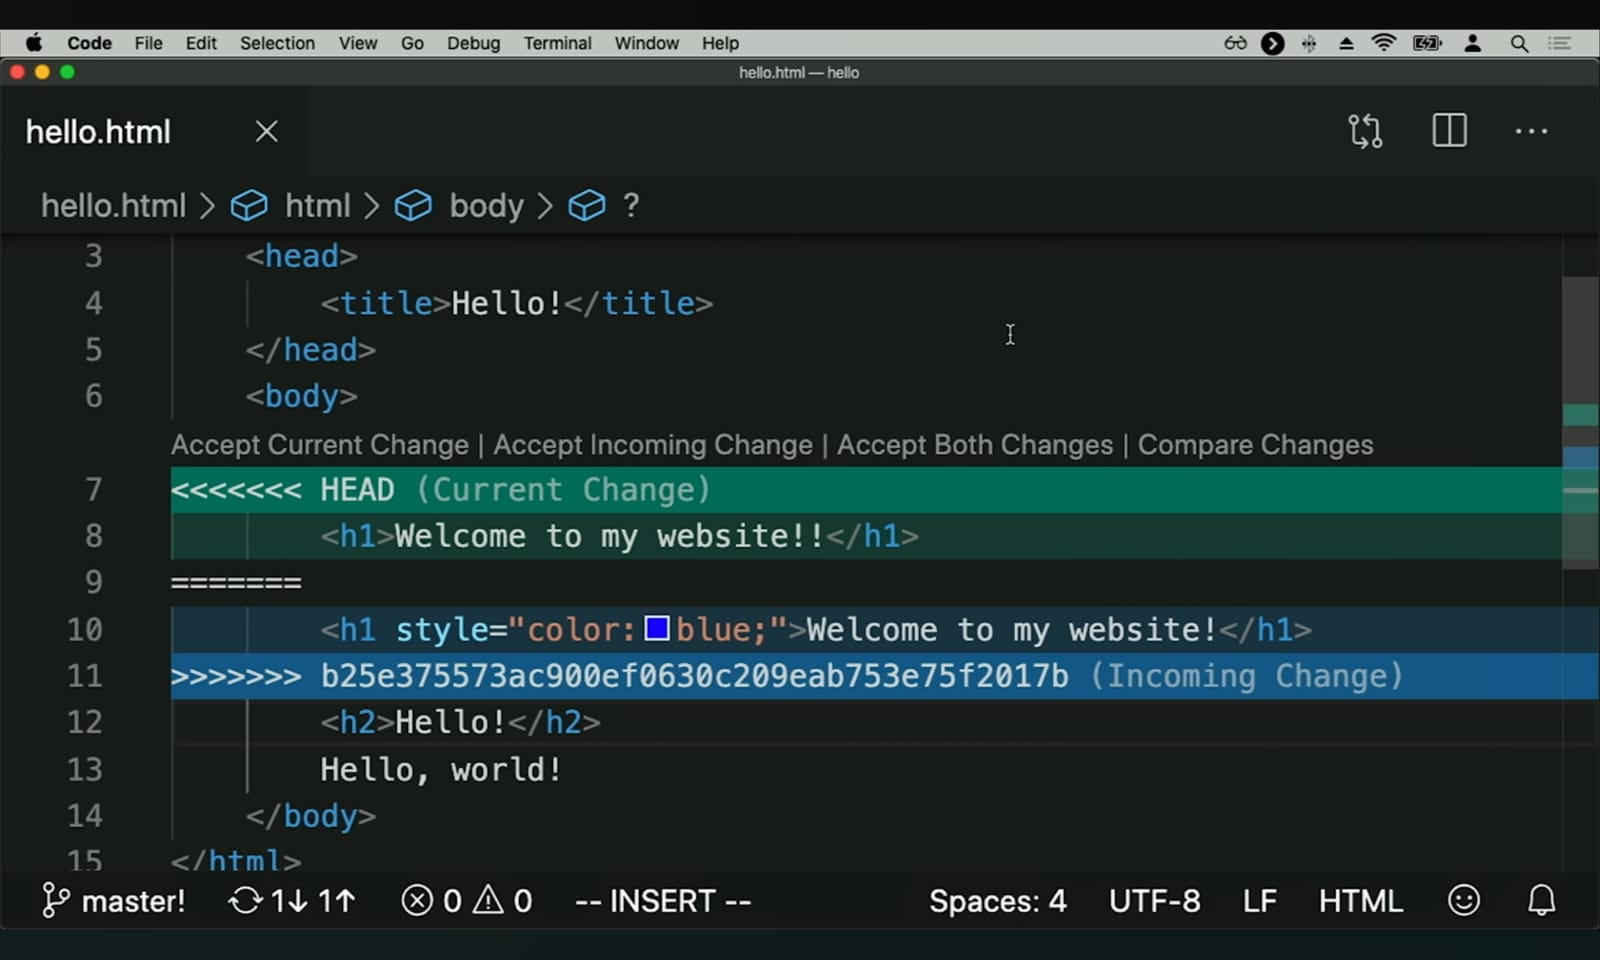 Code File Edit Selection View Go Debug Terminal Window Help
hello.html — hello
hello.html
hello.html > html > body > ?
3 <head>
4 <title>Hello!</title>
5 </head>
6 <body>
Accept Current Change | Accept Incoming Change | Accept Both Changes | Compare Changes
7 <<<<<<< HEAD (Current Change)
8 <h1>Welcome to my website!!</h1>
9 =======
10 <h1 style="color:blue;">Welcome to my website!</h1>
11 >>>>>>> b25e375573ac900ef0630c209eab753e75f2017b (Incoming Change)
12 <h2>Hello!</h2>
13 Hello, world!
14 </body>
15 </html>
master! 1↓ 1↑ 0 0 -- INSERT -- Spaces: 4 UTF-8 LF HTML